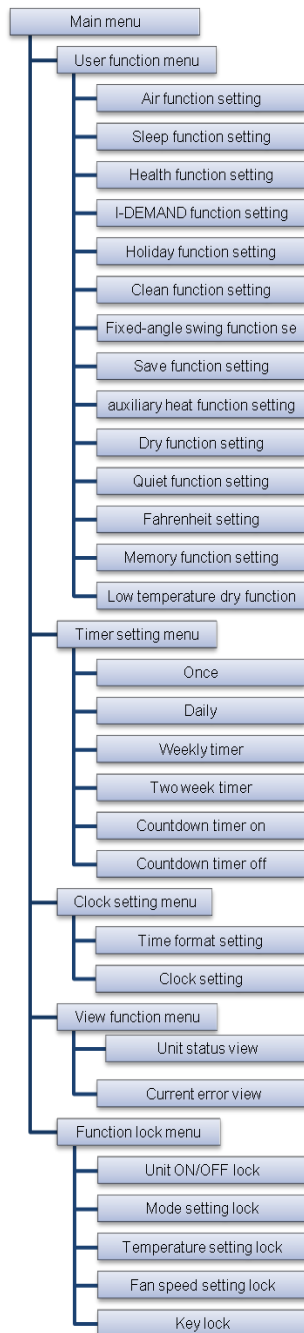 Main menu
User function menu
Air function setting
Sleep function setting
Health function setting
I-DEMAND function setting
Holiday function setting
Clean function setting
Fixed-angle swing function se
Save function setting
auxiliary heat function setting
Dry function setting
Quiet function setting
Fahrenheit setting
Memory function setting
Low temperature dry function
Timer setting menu
Once
Daily
Weekly timer
Two week timer
Countdown timer on
Countdown timer off
Clock setting menu
Time format setting
Clock setting
View function menu
Unit status view
Current error view
Function lock menu
Unit ON/OFF lock
Mode setting lock
Temperature setting lock
Fan speed setting lock
Key lock